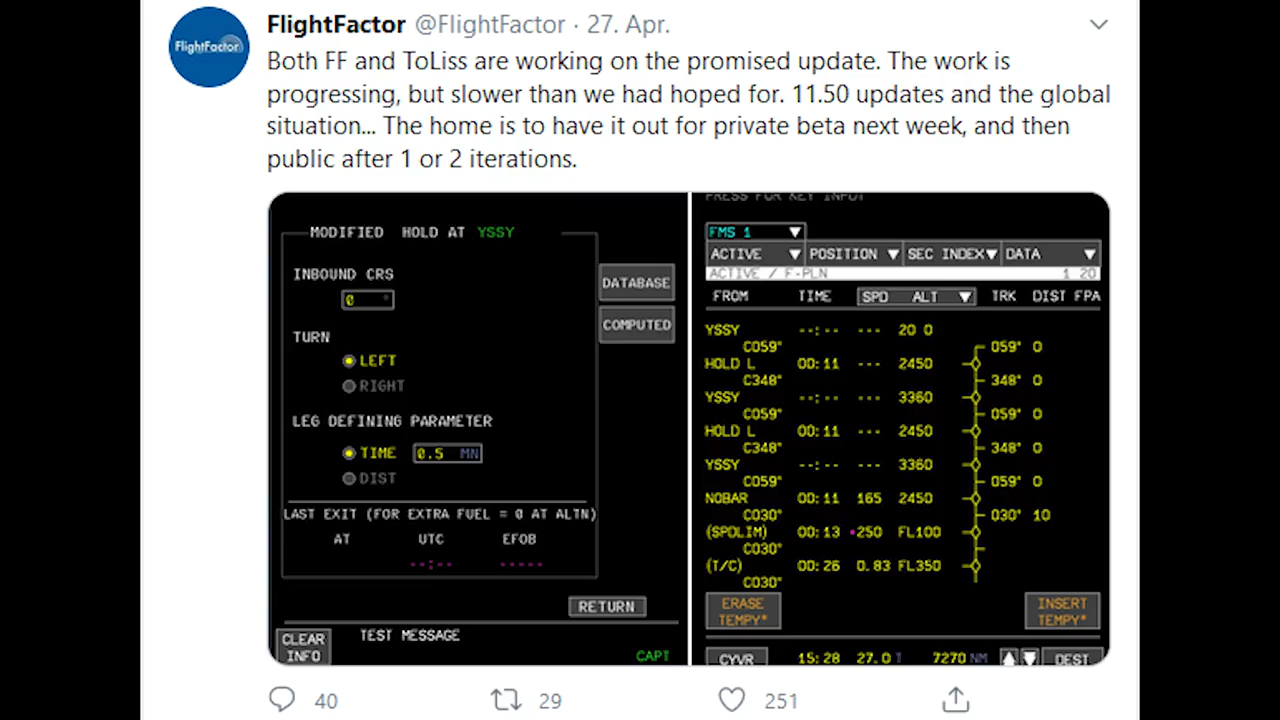 FlightFactor @FlightFactor · 27. Apr.
FlightFactor
Both FF and ToLiss are working on the promised update. The work is
progressing, but slower than we had hoped for. 11.50 updates and the global
situation... The home is to have it out for private beta next week, and then
public after 1 or 2 iterations.
MODIFIED HOLD AT YSSY
INBOUND CRS
0 °
DATABASE
COMPUTED
TURN
LEFT
RIGHT
LEG DEFINING PARAMETER
TIME 0.5 MN
DIST
LAST EXIT (FOR EXTRA FUEL = 0 AT ALTN)
AT UTC EFOB
--:-- -----
RETURN
CLEAR
INFO
TEST MESSAGE
CAPT
PRESS FOR KEY INPUT
FMS 1
ACTIVE POSITION SEC INDEX DATA
ACTIVE / F-PLN 1 20
FROM TIME SPD ALT TRK DIST FPA
YSSY --:-- --- 20 0
C059° 059° 0
HOLD L 00:11 --- 2450
C348° 348° 0
YSSY --:-- --- 3360
C059° 059° 0
HOLD L 00:11 --- 2450
C348° 348° 0
YSSY --:-- --- 3360
C059° 059° 0
NOBAR 00:11 165 2450
C030° 030° 10
(SPDLIM) 00:13 •250 FL100
C030°
(T/C) 00:26 0.83 FL350
C030°
ERASE
TEMPY*
INSERT
TEMPY*
CYVR 15:28 27.0 T 7270 NM DEST
40 29 251